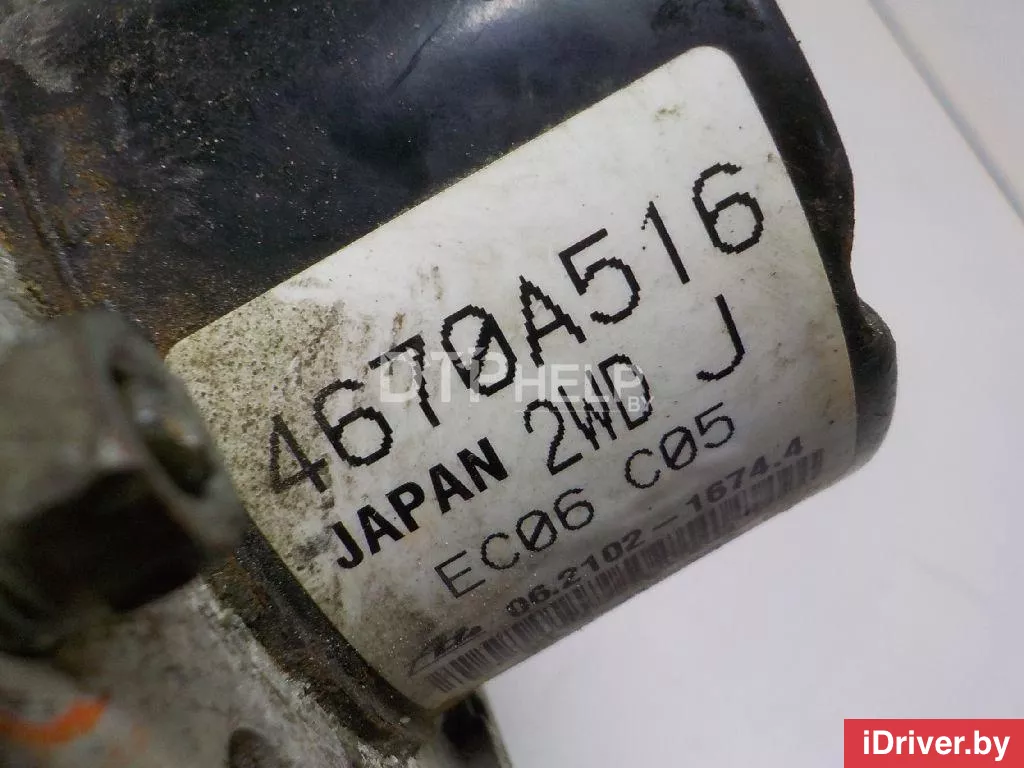 4670A516
JAPAN 2WD J
EC06 C05
06.2102-1674.4
DTPHELP
BY
iDriver.by